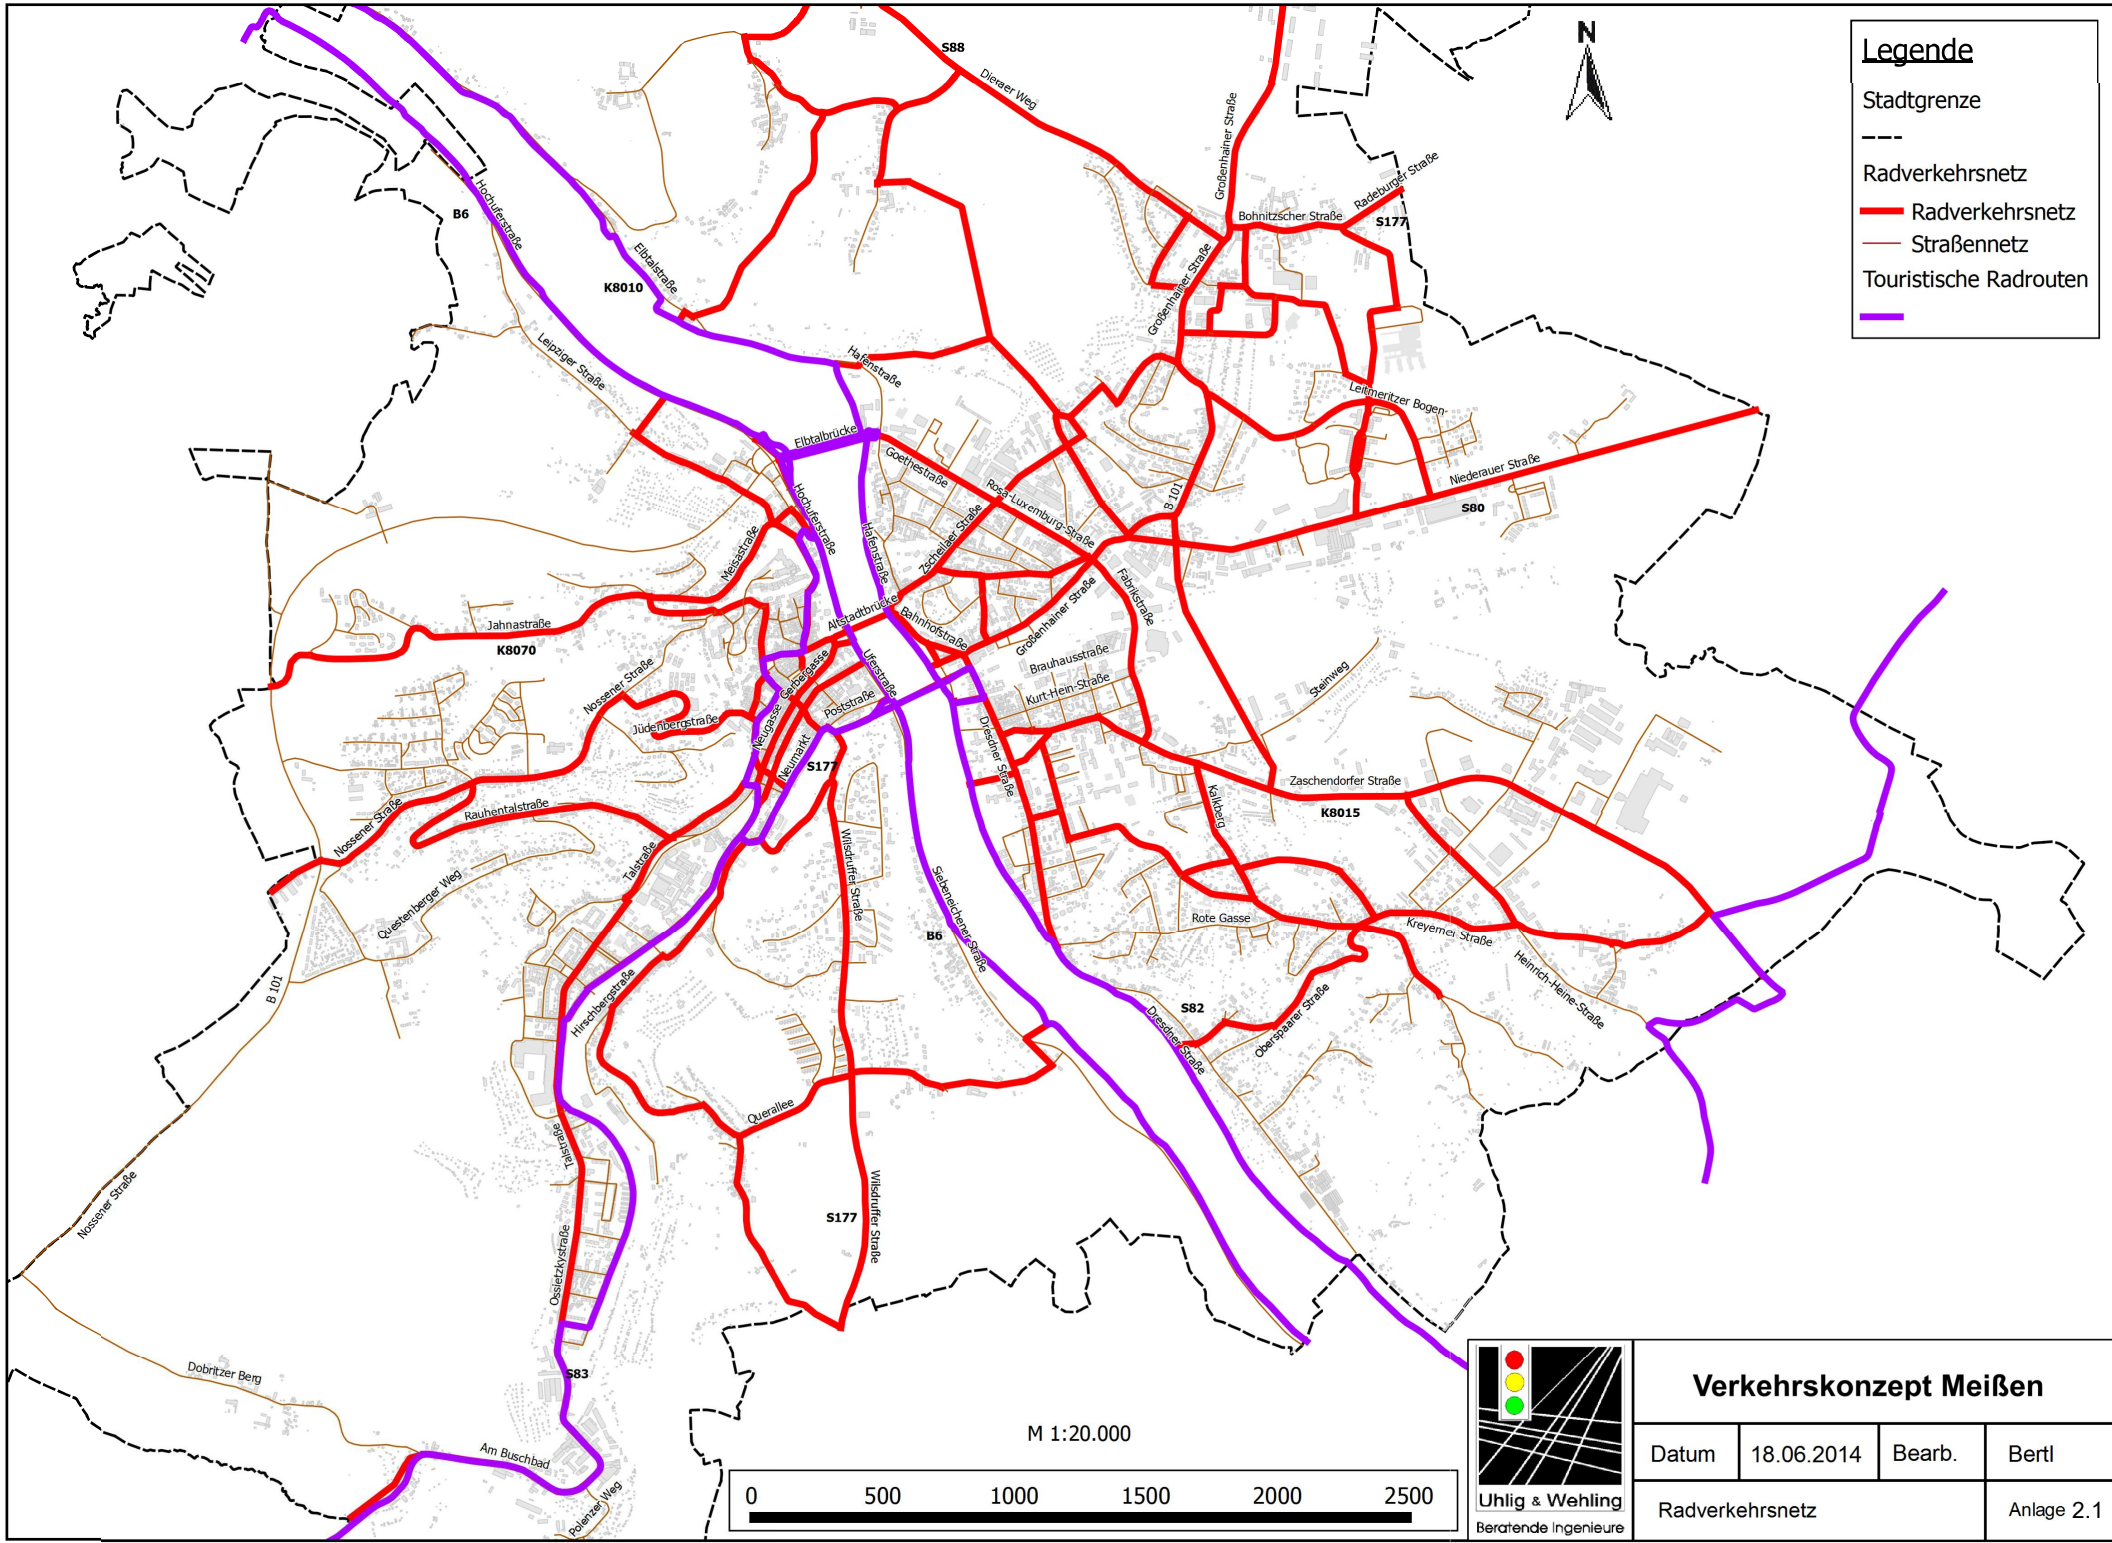 N
Legende
Stadtgrenze
Radverkehrsnetz
Radverkehrsnetz
Straßennetz
Touristische Radrouten
S88
Dieraer Weg
Großenhainer Straße
Radeburger Straße
Bohnitzscher Straße
S177
B6
Hochuferstraße
K8010
Elbtalstraße
Großenhainer Straße
Leipziger Straße
Hafenstraße
Leitmeritzer Bogen
Elbtalbrücke
Goethestraße
Rosa-Luxemburg-Straße
B 101
Niederauer Straße
S80
Hochuferstraße
Hafenstraße
Zscheilaer Straße
Meisastraße
Fabrikstraße
Altstadtbrücke
Bahnhofstraße
Großenhainer Straße
Jahnastraße
K8070
Brauhausstraße
Kurt-Hein-Straße
Steinweg
Nossener Straße
Gerbergasse
Uferstraße
Poststraße
Jüdenbergstraße
Neugasse
Neumarkt
S177
Dresdner Straße
Zaschendorfer Straße
K8015
Kalkberg
Rauhentalstraße
Nossener Straße
Talstraße
Wilsdruffer Straße
Siebeneichener Straße
Questenberger Weg
B6
Rote Gasse
Kreyerner Straße
Heinrich-Heine-Straße
B 101
Hirschbergstraße
S82
Dresdner Straße
Oberspaarer Straße
Querallee
Talstraße
Nossener Straße
S177
Wilsdruffer Straße
Ossietzkystraße
Dobritzer Berg
S83
Am Buschbad
Polenzer Weg
M 1:20.000
0 500 1000 1500 2000 2500
Uhlig & Wehling
Beratende Ingenieure
Verkehrskonzept Meißen
Datum 18.06.2014 Bearb. Bertl
Radverkehrsnetz Anlage 2.1